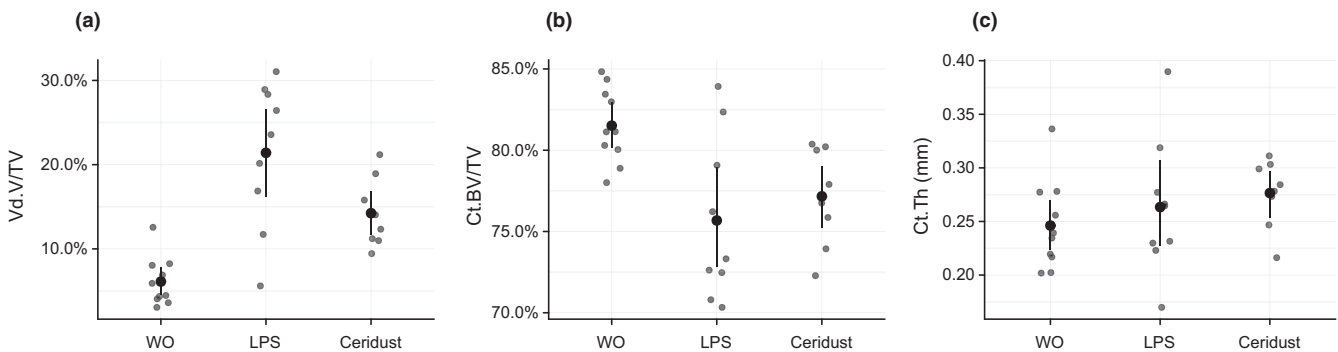 (a)
Vd.V/TV
30.0%
20.0%
10.0%
WO LPS Ceridust
(b)
Ct.BV/TV
85.0%
80.0%
75.0%
70.0%
WO LPS Ceridust
(c)
Ct.Th (mm)
0.40
0.35
0.30
0.25
0.20
WO LPS Ceridust